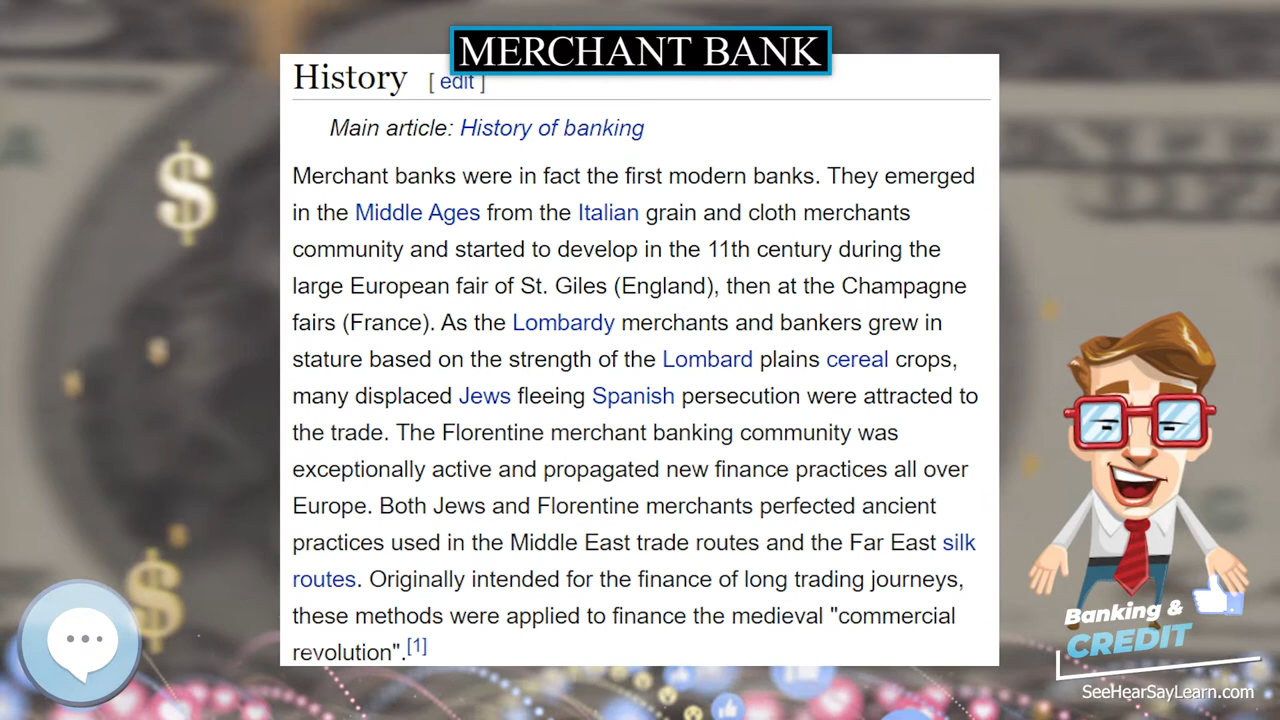 MERCHANT BANK
History [ edit ]
Main article: History of banking
Merchant banks were in fact the first modern banks. They emerged
in the Middle Ages from the Italian grain and cloth merchants
community and started to develop in the 11th century during the
large European fair of St. Giles (England), then at the Champagne
fairs (France). As the Lombardy merchants and bankers grew in
stature based on the strength of the Lombard plains cereal crops,
many displaced Jews fleeing Spanish persecution were attracted to
the trade. The Florentine merchant banking community was
exceptionally active and propagated new finance practices all over
Europe. Both Jews and Florentine merchants perfected ancient
practices used in the Middle East trade routes and the Far East silk
routes. Originally intended for the finance of long trading journeys,
these methods were applied to finance the medieval "commercial
revolution".[1]
Banking &
CREDIT
SeeHearSayLearn.com